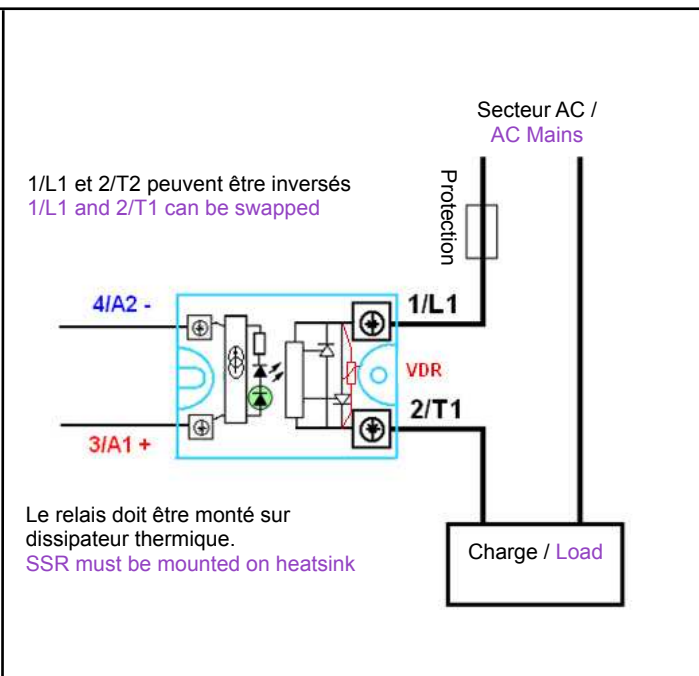 Secteur AC /
AC Mains
1/L1 et 2/T2 peuvent être inversés
1/L1 and 2/T1 can be swapped
Protection
4/A2 -
1/L1
VDR
2/T1
3/A1 +
Le relais doit être monté sur
dissipateur thermique.
SSR must be mounted on heatsink
Charge / Load